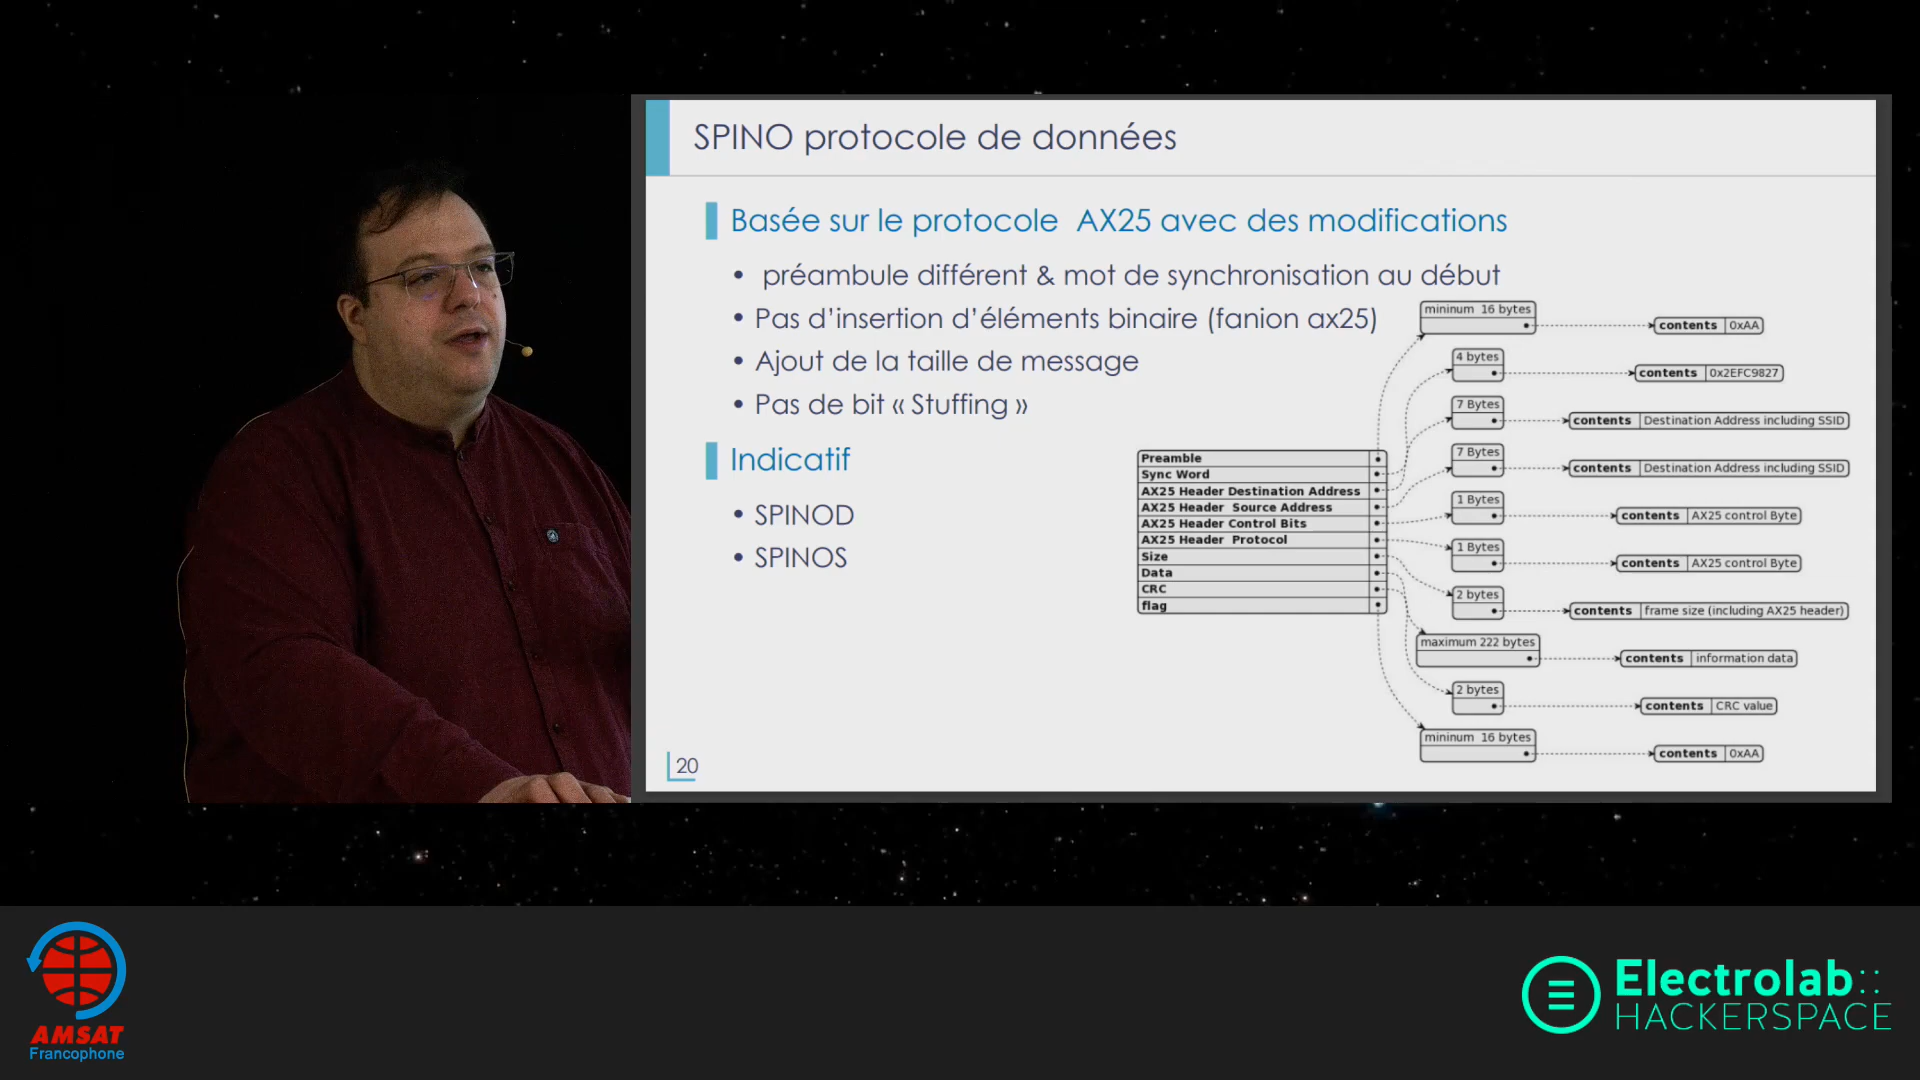 SPINO protocole de données
Basée sur le protocole AX25 avec des modifications
• préambule différent & mot de synchronisation au début
• Pas d'insertion d'éléments binaire (fanion ax25)
• Ajout de la taille de message
• Pas de bit « Stuffing »
Indicatif
• SPINOD
• SPINOS
20
Preamble
Sync Word
AX25 Header Destination Address
AX25 Header Source Address
AX25 Header Control Bits
AX25 Header Protocol
Size
Data
CRC
flag
mininum 16 bytes
contents 0xAA
4 bytes
contents 0x2EFC9827
7 Bytes
contents Destination Address including SSID
7 Bytes
contents Destination Address including SSID
1 Bytes
contents AX25 control Byte
1 Bytes
contents AX25 control Byte
2 bytes
contents frame size (including AX25 header)
maximum 222 bytes
contents information data
2 bytes
contents CRC value
mininum 16 bytes
contents 0xAA
AMSAT
Francophone
Electrolab::
HACKERSPACE